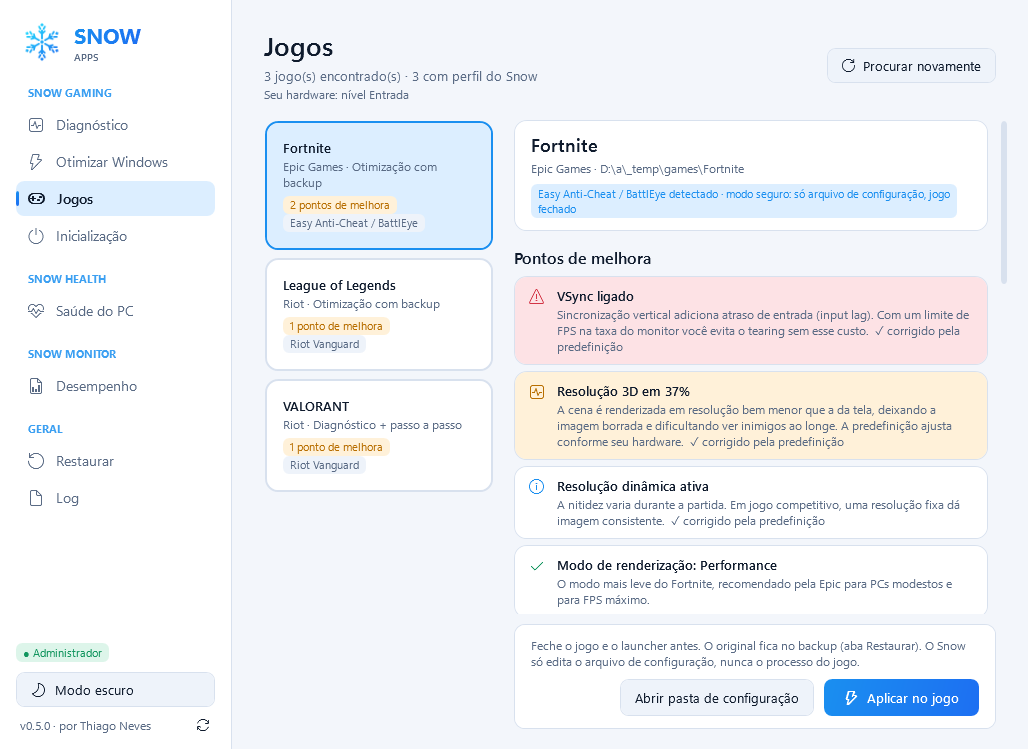 SNOW
APPS
SNOW GAMING
Diagnóstico
Otimizar Windows
Jogos
Inicialização
SNOW HEALTH
Saúde do PC
SNOW MONITOR
Desempenho
GERAL
Restaurar
Log
Administrador
Modo escuro
v0.5.0 · por Thiago Neves
Jogos
3 jogo(s) encontrado(s) · 3 com perfil do Snow
Seu hardware: nível Entrada
Procurar novamente
Fortnite
Epic Games · Otimização com
backup
2 pontos de melhora
Easy Anti-Cheat / BattlEye
League of Legends
Riot · Otimização com backup
1 ponto de melhora
Riot Vanguard
VALORANT
Riot · Diagnóstico + passo a passo
1 ponto de melhora
Riot Vanguard
Fortnite
Epic Games · D:\a\_temp\games\Fortnite
Easy Anti-Cheat / BattlEye detectado · modo seguro: só arquivo de configuração, jogo
fechado
Pontos de melhora
VSync ligado
Sincronização vertical adiciona atraso de entrada (input lag). Com um limite de
FPS na taxa do monitor você evita o tearing sem esse custo. ✓ corrigido pela
predefinição
Resolução 3D em 37%
A cena é renderizada em resolução bem menor que a da tela, deixando a
imagem borrada e dificultando ver inimigos ao longe. A predefinição ajusta
conforme seu hardware. ✓ corrigido pela predefinição
Resolução dinâmica ativa
A nitidez varia durante a partida. Em jogo competitivo, uma resolução fixa dá
imagem consistente. ✓ corrigido pela predefinição
Modo de renderização: Performance
O modo mais leve do Fortnite, recomendado pela Epic para PCs modestos e
para FPS máximo.
Feche o jogo e o launcher antes. O original fica no backup (aba Restaurar). O Snow
só edita o arquivo de configuração, nunca o processo do jogo.
Abrir pasta de configuração
Aplicar no jogo